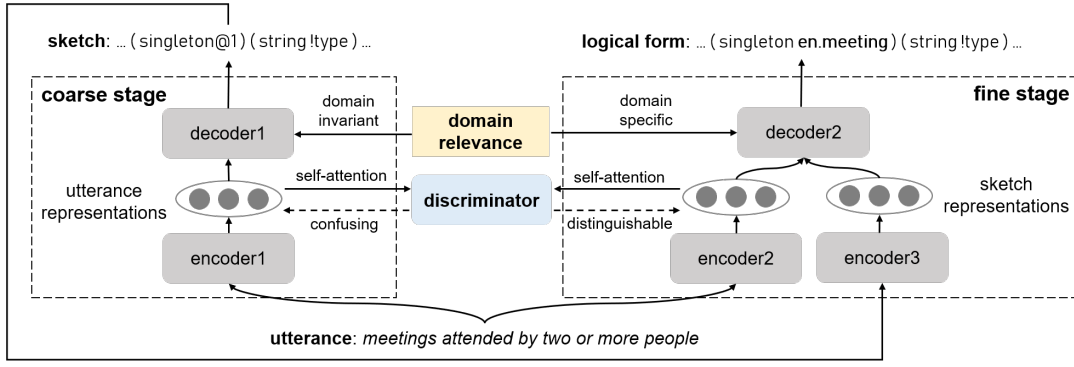 sketch: ... ( singleton@1 ) ( string !type ) ...
logical form: ... ( singleton en.meeting ) ( string !type ) ...
coarse stage
fine stage
decoder1
domain
invariant
domain
relevance
domain
specific
decoder2
utterance
representations
self-attention
confusing
discriminator
self-attention
distinguishable
sketch
representations
encoder1
encoder2
encoder3
utterance: meetings attended by two or more people